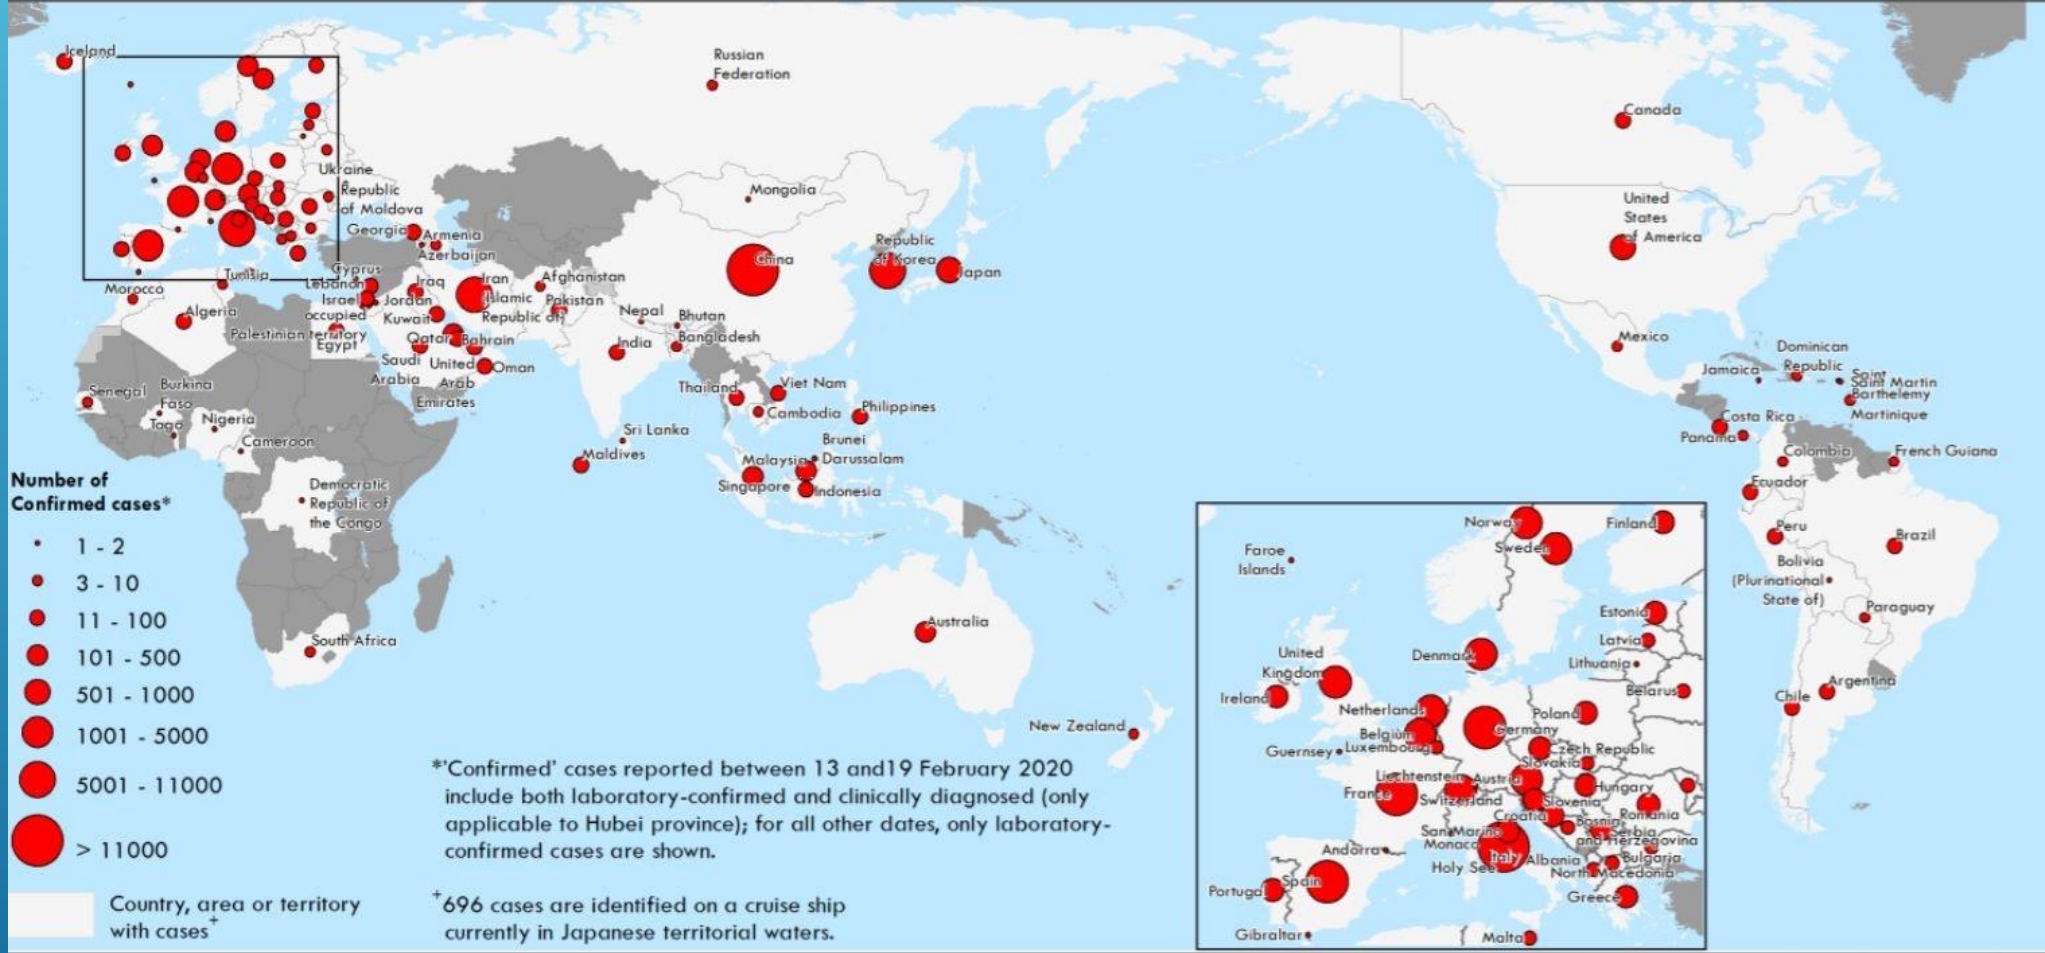 Iceland
Russian
Federation
Canada
Ukraine
Republic
of Moldova
Georgia
Armenia
Azerbaijan
Mongolia
United
States
of America
China
Republic
of Korea
Japan
Tunisia
Cyprus
Lebanon
Israel
Iraq
Jordan
Iran
(Islamic
Republic of)
Afghanistan
Pakistan
Morocco
Algeria
occupied
Palestinian territory
Egypt
Kuwait
Qatar
Bahrain
Saudi
Arabia
United
Arab
Emirates
Oman
Nepal
Bhutan
Bangladesh
India
Mexico
Dominican
Republic
Jamaica
Saint
Saint Martin
Barthelemy
Martinique
Senegal
Burkina
Faso
Togo
Nigeria
Cameroon
Thailand
Viet Nam
Cambodia
Philippines
Sri Lanka
Maldives
Brunei
Darussalam
Malaysia
Singapore
Indonesia
Costa Rica
Panama
Colombia
French Guiana
Ecuador
Democratic
Republic of
the Congo
Peru
Brazil
Bolivia
(Plurinational
State of)
Paraguay
South Africa
Australia
New Zealand
Chile
Argentina
Number of
Confirmed cases*
1 - 2
3 - 10
11 - 100
101 - 500
501 - 1000
1001 - 5000
5001 - 11000
> 11000
Country, area or territory
with cases+
*'Confirmed' cases reported between 13 and19 February 2020
include both laboratory-confirmed and clinically diagnosed (only
applicable to Hubei province); for all other dates, only laboratory-
confirmed cases are shown.
+696 cases are identified on a cruise ship
currently in Japanese territorial waters.
Norway
Finland
Sweden
Faroe
Islands
Estonia
Latvia
Lithuania
Denmark
United
Kingdom
Ireland
Belarus
Netherlands
Poland
Belgium
Germany
Guernsey
Luxembourg
Czech Republic
Slovakia
Liechtenstein
Austria
France
Switzerland
Hungary
Slovenia
Croatia
Romania
Bosnia
and Herzegovina
Serbia
San Marino
Monaco
Andorra
Italy
Albania
Bulgaria
Holy See
North Macedonia
Portugal
Spain
Greece
Gibraltar
Malta